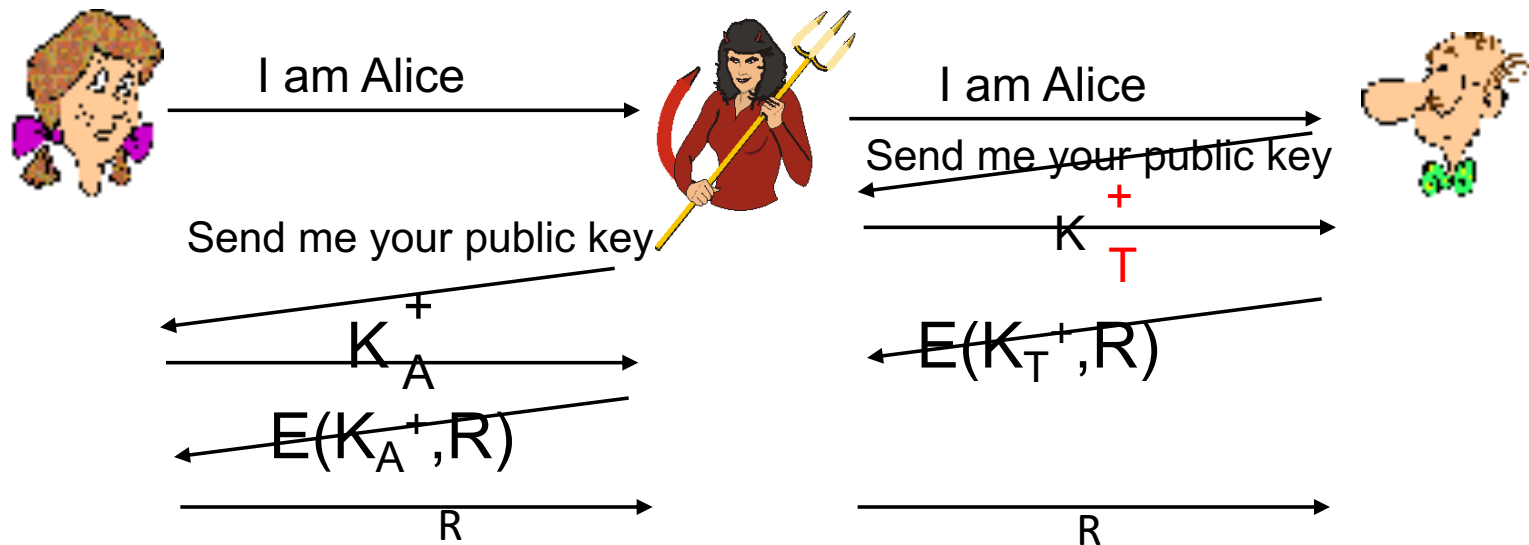 I am Alice
I am Alice
Send me your public key
K⁺T
Send me your public key
K⁺A
E(KT⁺,R)
E(KA⁺,R)
R
R